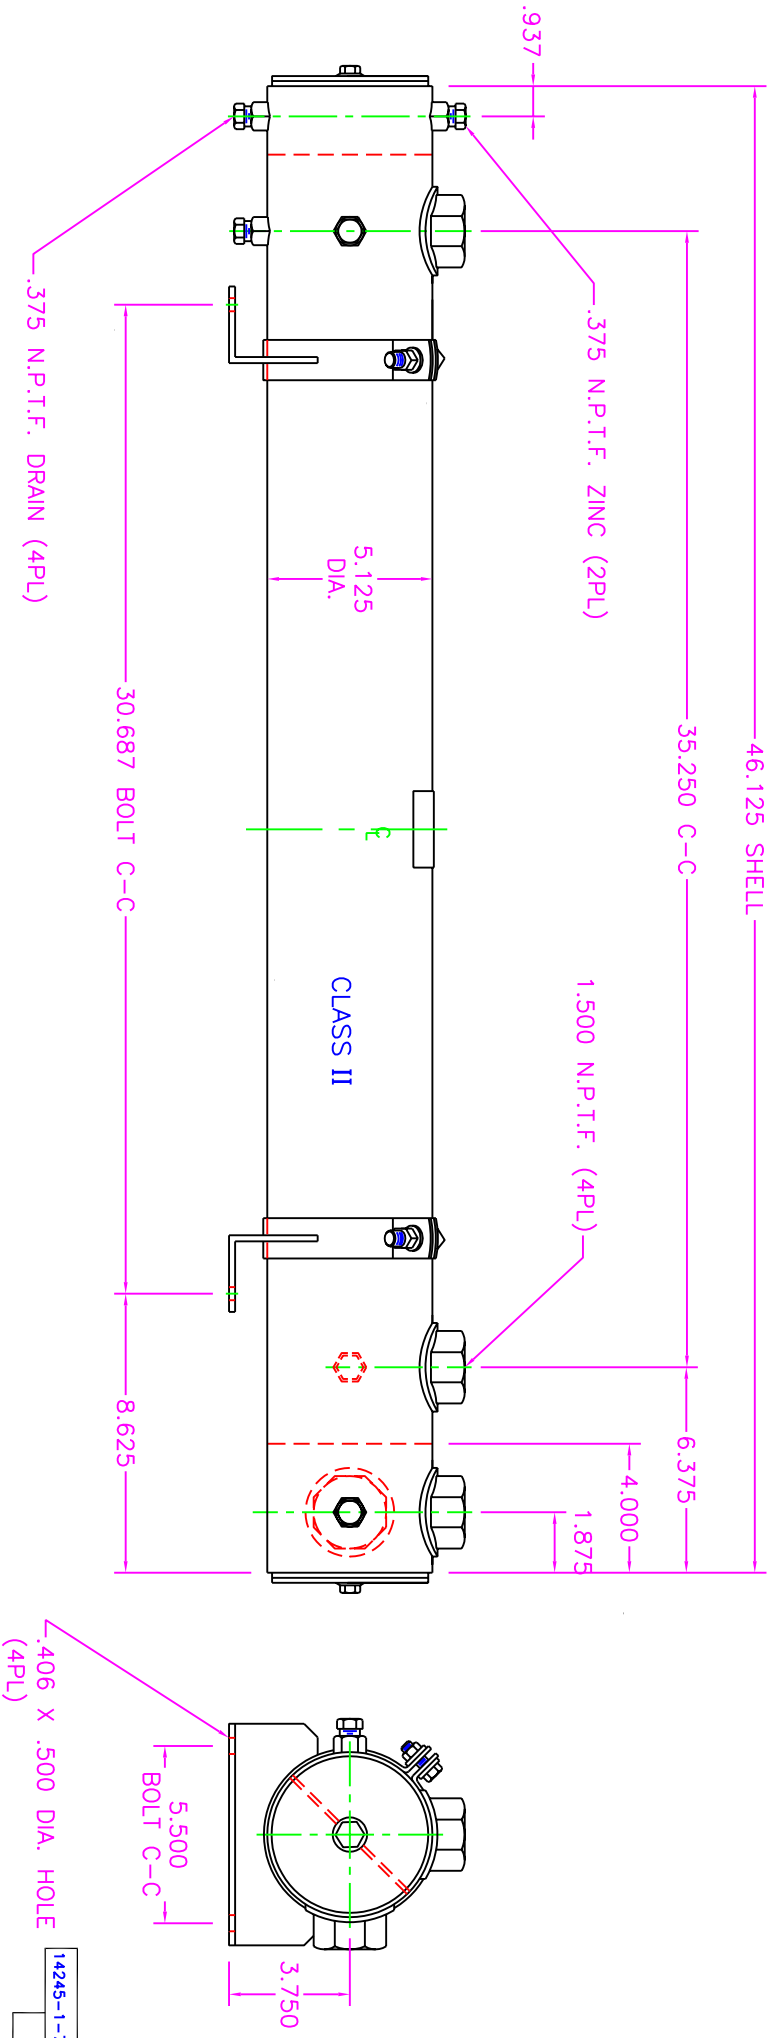 46.125 SHELL
35.250 C-C
6.375
4.000
1.875
.937
.375 N.P.T.F. ZINC (2PL)
1.500 N.P.T.F. (4PL)
5.125
DIA.
CL
CLASS II
30.687 BOLT C-C
8.625
.375 N.P.T.F. DRAIN (4PL)
3.750
5.500
BOLT C-C
.406 X .500 DIA. HOLE
(4PL)
14245-1-